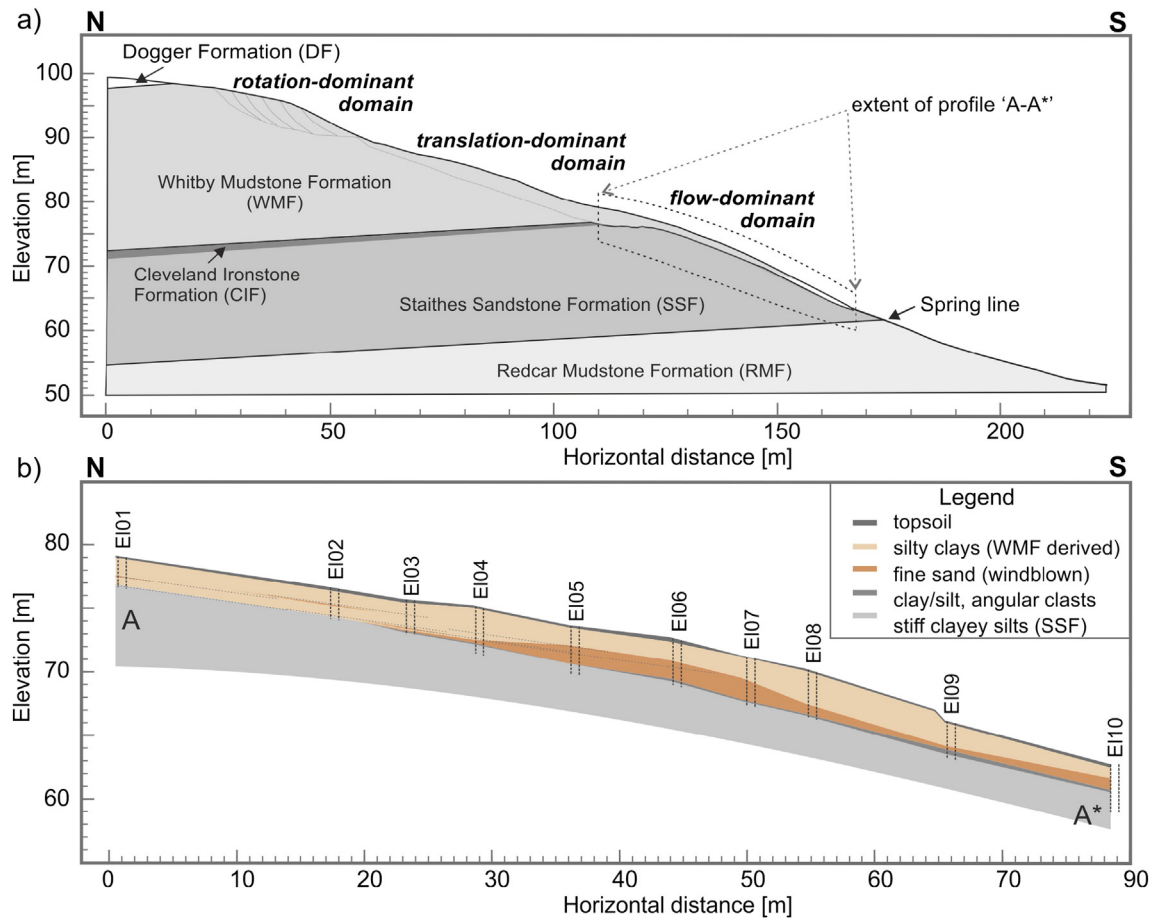 a)
N
S
Dogger Formation (DF)
rotation-dominant
domain
extent of profile 'A-A*'
translation-dominant
domain
Whitby Mudstone Formation
(WMF)
flow-dominant
domain
Cleveland Ironstone
Formation (CIF)
Staithes Sandstone Formation (SSF)
Spring line
Redcar Mudstone Formation (RMF)
Elevation [m]
100
90
80
70
60
50
0
50
100
150
200
Horizontal distance [m]
b)
N
S
Legend
topsoil
silty clays (WMF derived)
fine sand (windblown)
clay/silt, angular clasts
stiff clayey silts (SSF)
EI01
EI02
EI03
EI04
EI05
EI06
EI07
EI08
EI09
EI10
A
A*
Elevation [m]
80
70
60
0
10
20
30
40
50
60
70
80
90
Horizontal distance [m]